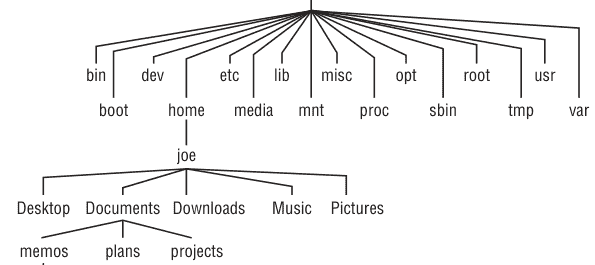 bin dev etc lib misc opt root usr
boot home media mnt proc sbin tmp var
joe
Desktop Documents Downloads Music Pictures
memos plans projects